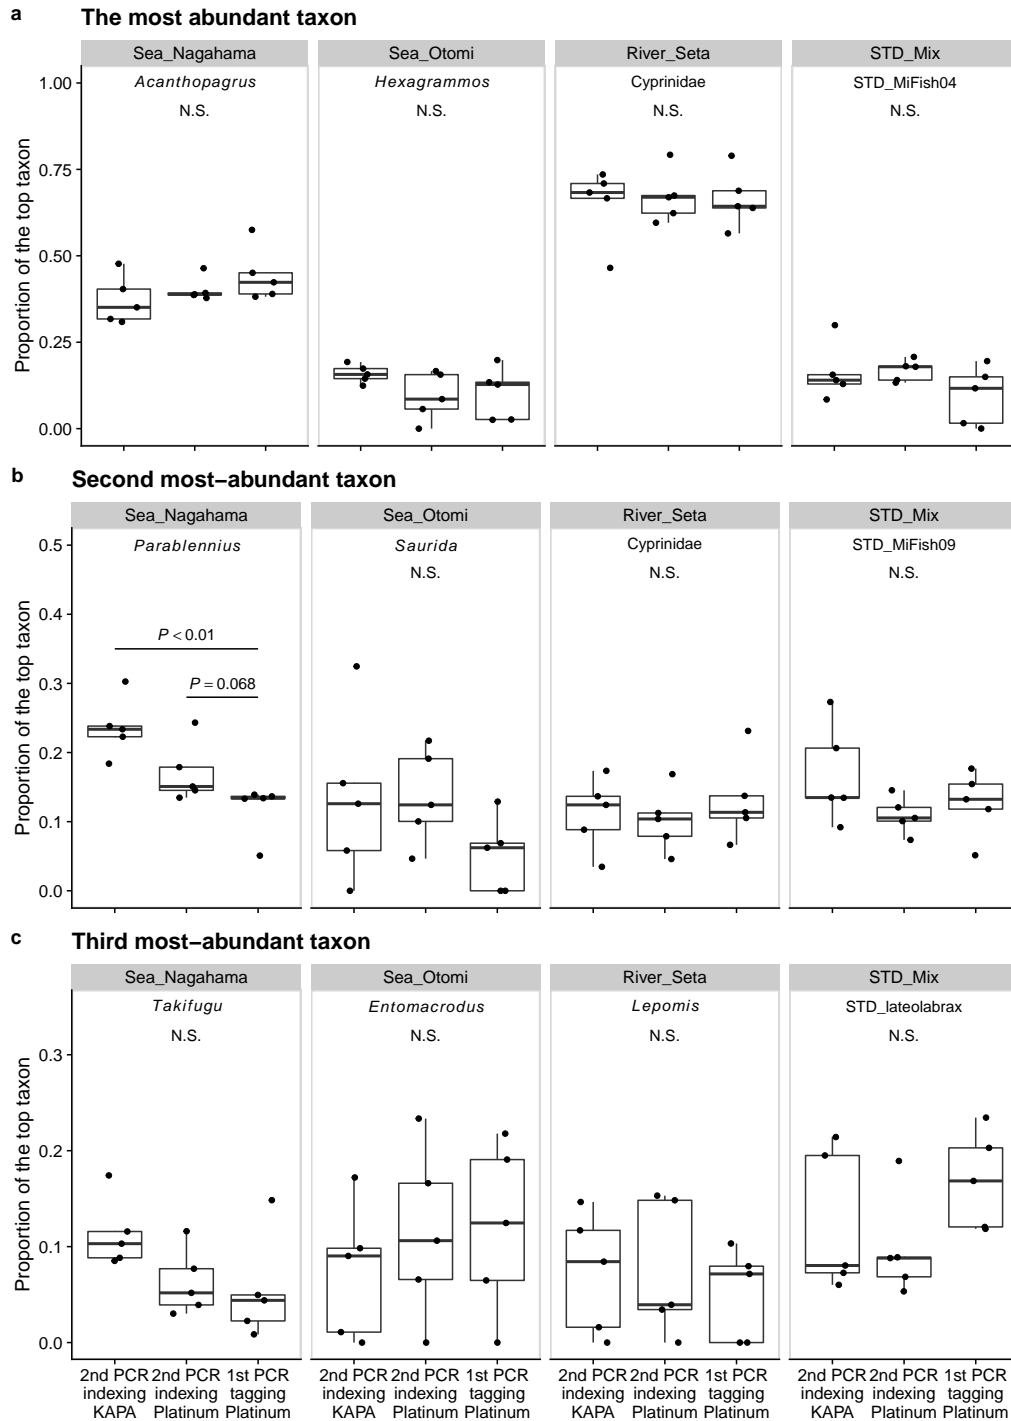 a The most abundant taxon
Sea_Nagahama Sea_Otomi River_Seta STD_Mix
Acanthopagrus Hexagrammos Cyprinidae STD_MiFish04
N.S. N.S. N.S. N.S.
Proportion of the top taxon
1.00
0.75
0.50
0.25
0.00
b Second most−abundant taxon
Sea_Nagahama Sea_Otomi River_Seta STD_Mix
Parablennius Saurida Cyprinidae STD_MiFish09
N.S. N.S. N.S.
P < 0.01
P = 0.068
Proportion of the top taxon
0.5
0.4
0.3
0.2
0.1
0.0
c Third most−abundant taxon
Sea_Nagahama Sea_Otomi River_Seta STD_Mix
Takifugu Entomacrodus Lepomis STD_lateolabrax
N.S. N.S. N.S. N.S.
Proportion of the top taxon
0.3
0.2
0.1
0.0
2nd PCR 2nd PCR 1st PCR 2nd PCR 2nd PCR 1st PCR 2nd PCR 2nd PCR 1st PCR 2nd PCR 2nd PCR 1st PCR
indexing indexing tagging indexing indexing tagging indexing indexing tagging indexing indexing tagging
KAPA Platinum Platinum KAPA Platinum Platinum KAPA Platinum Platinum KAPA Platinum Platinum